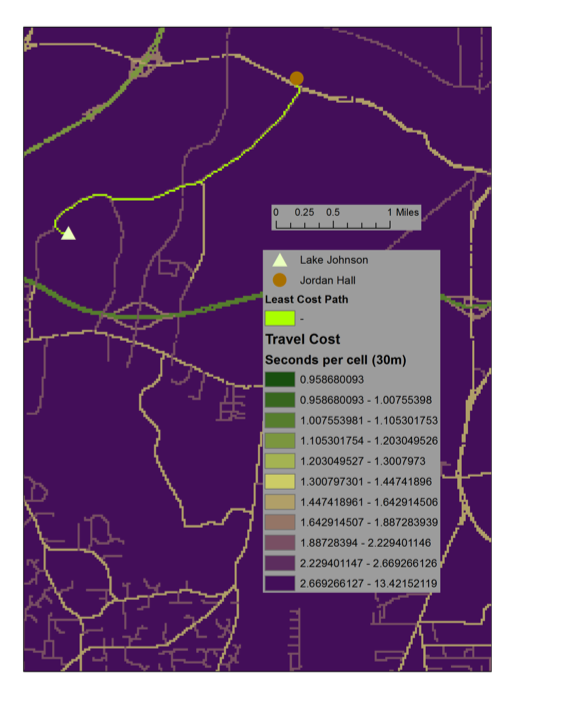 0 0.25 0.5 1 Miles
Lake Johnson
Jordan Hall
Least Cost Path
-
Travel Cost
Seconds per cell (30m)
0.958680093
0.958680093 - 1.00755398
1.007553981 - 1.105301753
1.105301754 - 1.203049526
1.203049527 - 1.3007973
1.300797301 - 1.44741896
1.447418961 - 1.642914506
1.642914507 - 1.887283939
1.88728394 - 2.229401146
2.229401147 - 2.669266126
2.669266127 - 13.42152119